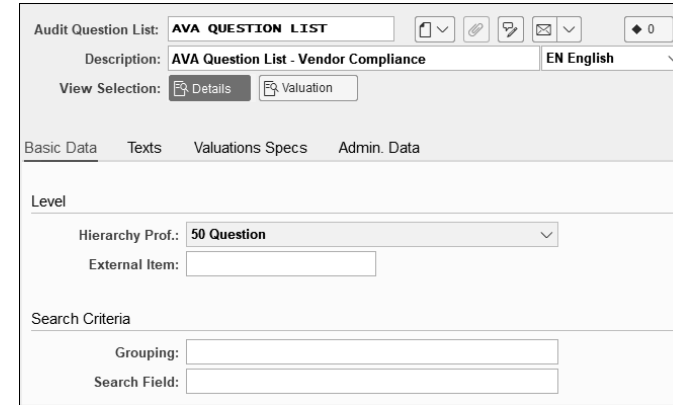 Audit Question List: AVA QUESTION LIST 0
Description: AVA Question List - Vendor Compliance EN English
View Selection: Details Valuation
Basic Data Texts Valuations Specs Admin. Data
Level
Hierarchy Prof.: 50 Question
External Item:
Search Criteria
Grouping:
Search Field: